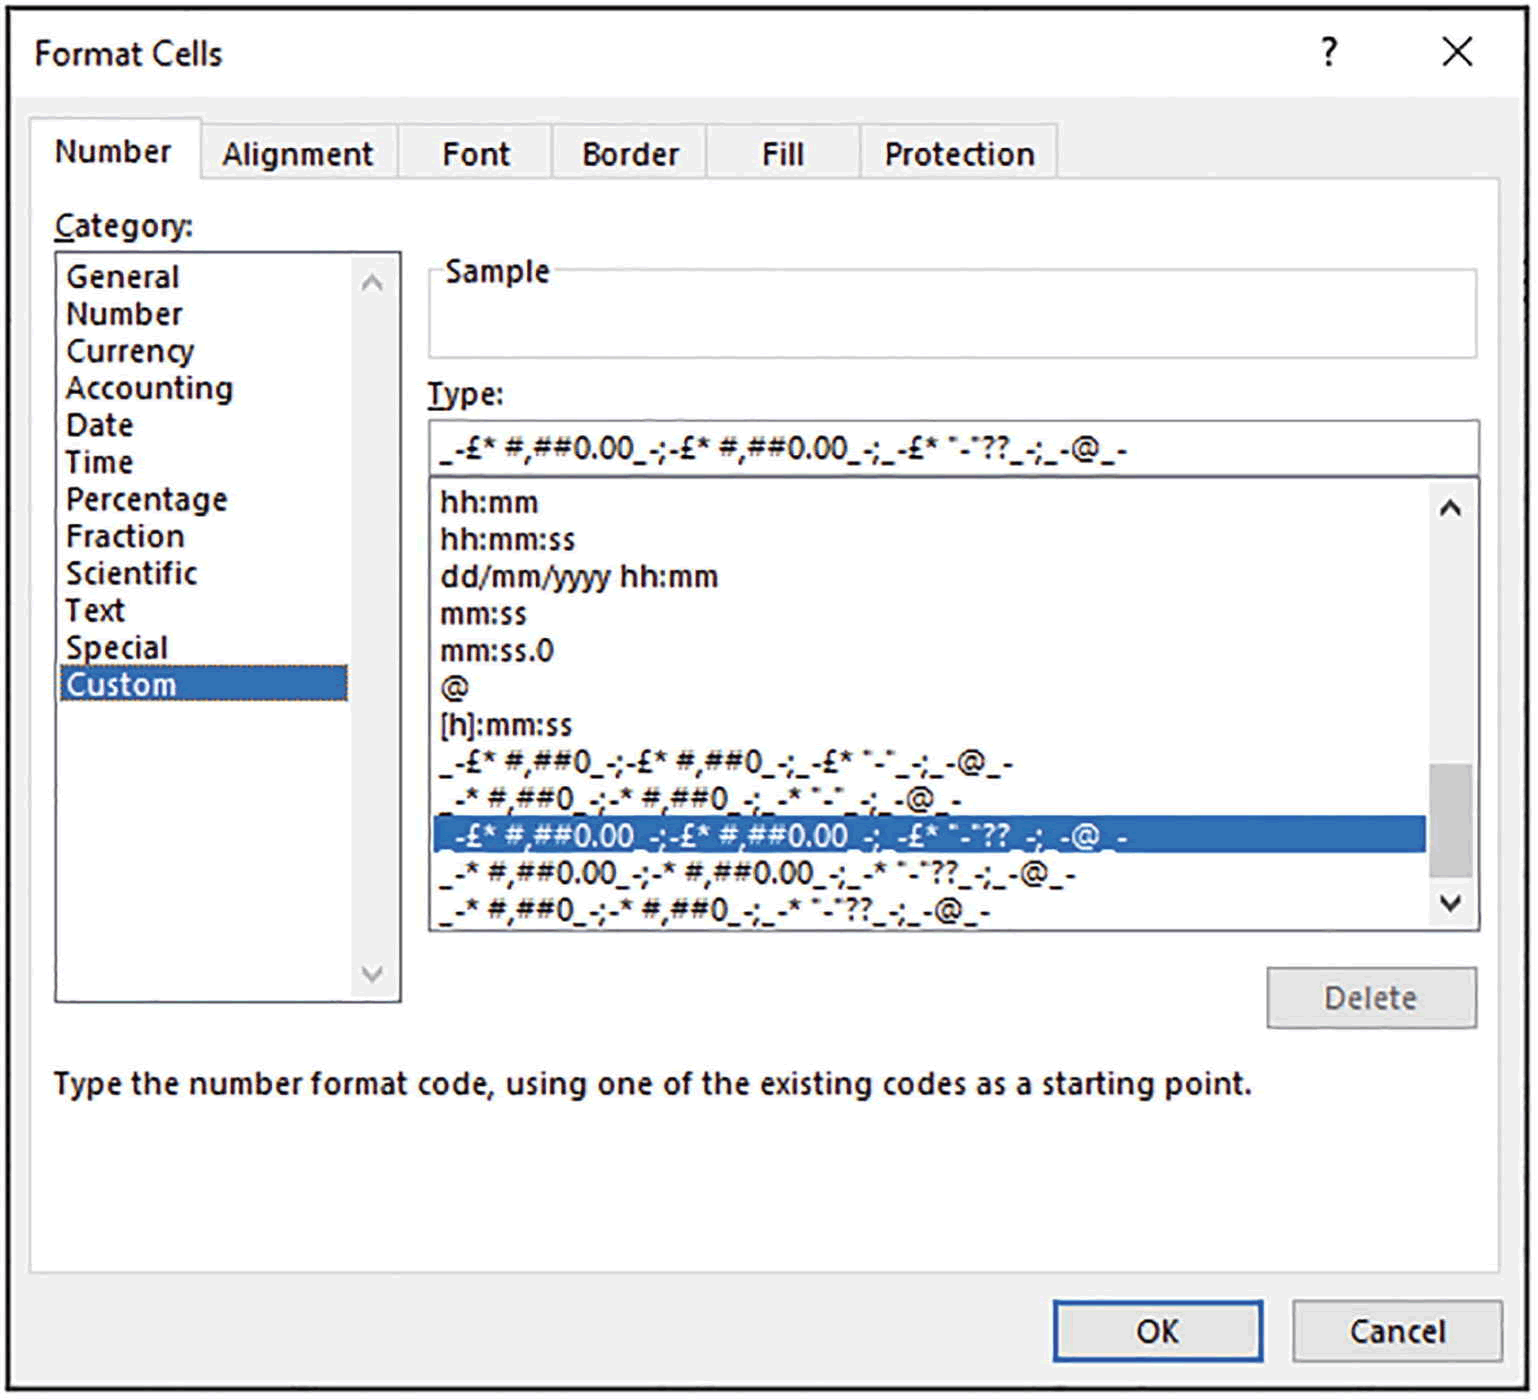 Format Cells ? X
Number Alignment Font Border Fill Protection
Category:
General
Number
Currency
Accounting
Date
Time
Percentage
Fraction
Scientific
Text
Special
Custom
Sample
Type:
_-£* #,##0.00_-;-£* #,##0.00_-;_-£* "-"??_-;_-@_-
hh:mm
hh:mm:ss
dd/mm/yyyy hh:mm
mm:ss
mm:ss.0
@
[h]:mm:ss
_-£* #,##0_-;-£* #,##0_-;_-£* "-"_-;_-@_-
_-* #,##0_-;-* #,##0_-;_-* "-"_-;_-@_-
_-£* #,##0.00_-;-£* #,##0.00_-;_-£* "-"??_-;_-@_-
_-* #,##0.00_-;-* #,##0.00_-;_-* "-"??_-;_-@_-
_-* #,##0_-;-* #,##0_-;_-* "-"??_-;_-@_-
Delete
Type the number format code, using one of the existing codes as a starting point.
OK Cancel